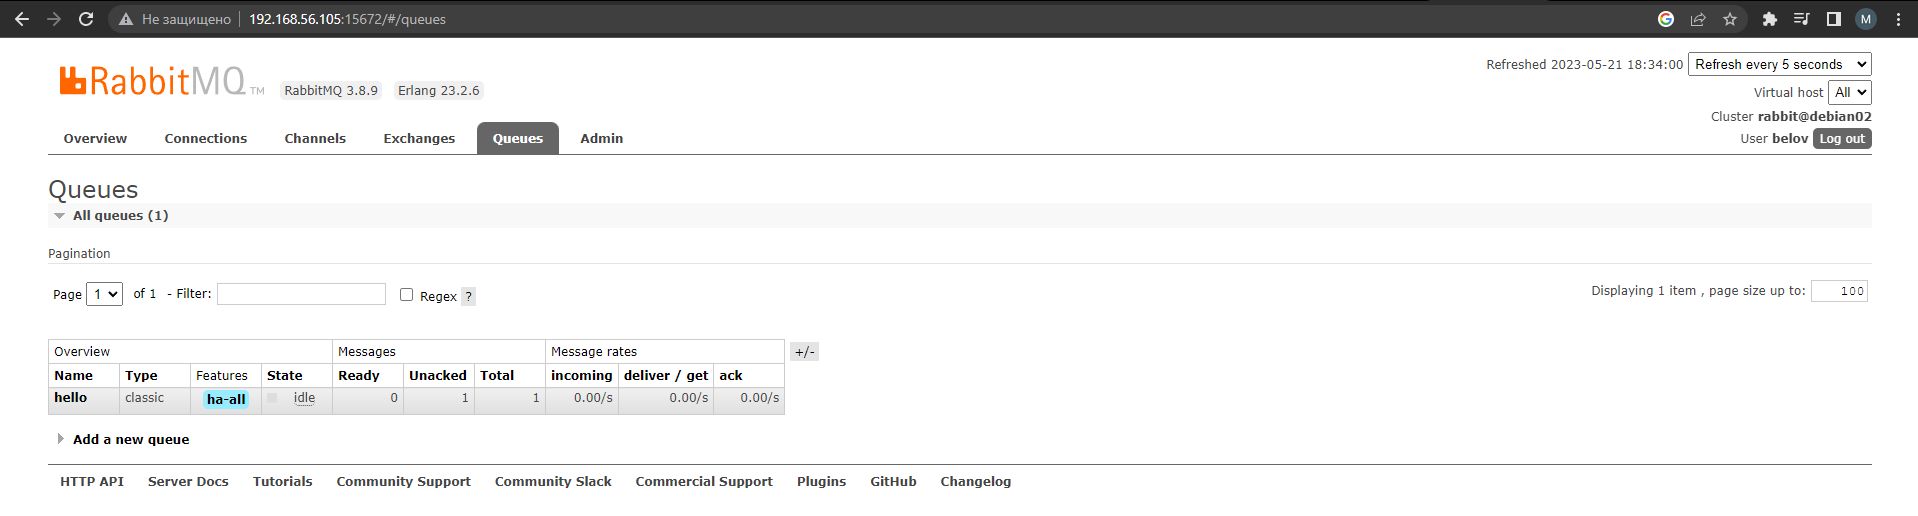 Не защищено | 192.168.56.105:15672/#/queues
M
RabbitMQ TM RabbitMQ 3.8.9 Erlang 23.2.6
Refreshed 2023-05-21 18:34:00 Refresh every 5 seconds
Virtual host All
Cluster rabbit@debian02
User belov Log out
Overview Connections Channels Exchanges Queues Admin
Queues
All queues (1)
Pagination
Page 1 of 1 - Filter: Regex ?
Displaying 1 item , page size up to: 100
Overview Messages Message rates +/-
Name Type Features State Ready Unacked Total incoming deliver / get ack
hello classic ha-all idle 0 1 1 0.00/s 0.00/s 0.00/s
Add a new queue
HTTP API Server Docs Tutorials Community Support Community Slack Commercial Support Plugins GitHub Changelog